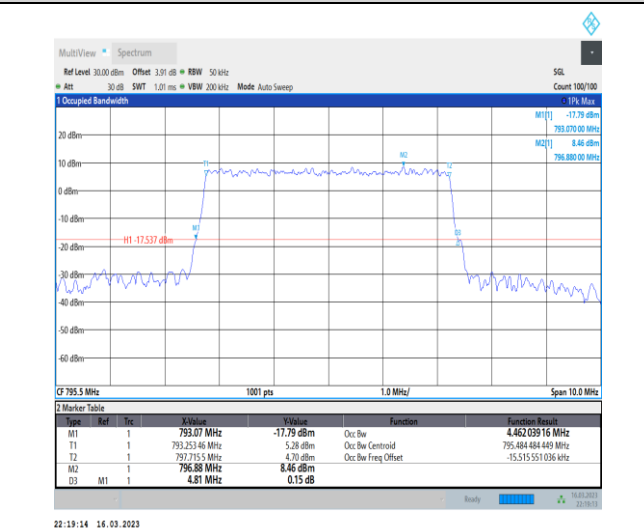 MultiView Spectrum
Ref Level 30.00 dBm Offset 3.91 dB RBW 50 kHz SGL
Att 30 dB SWT 1.01 ms VBW 200 kHz Mode Auto Sweep Count 100/100
1 Occupied Bandwidth 1Pk Max
M1[1] -17.79 dBm
793.070 00 MHz
M2[1] 8.46 dBm
796.880 00 MHz
20 dBm
10 dBm
0 dBm
-10 dBm
-20 dBm
-30 dBm
-40 dBm
-50 dBm
-60 dBm
T1
M2
T2
M1
D3
H1 -17.537 dBm
CF 795.5 MHz 1001 pts 1.0 MHz/ Span 10.0 MHz
2 Marker Table
Type Ref Trc X-Value Y-Value Function Function Result
M1 1 793.07 MHz -17.79 dBm Occ Bw 4.462 039 16 MHz
T1 1 793.253 46 MHz 5.28 dBm Occ Bw Centroid 795.484 484 449 MHz
T2 1 797.715 5 MHz 4.70 dBm Occ Bw Freq Offset -15.515 551 036 kHz
M2 1 796.88 MHz 8.46 dBm
D3 M1 1 4.81 MHz 0.15 dB
Ready 16.03.2023
22:19:13
22:19:14 16.03.2023